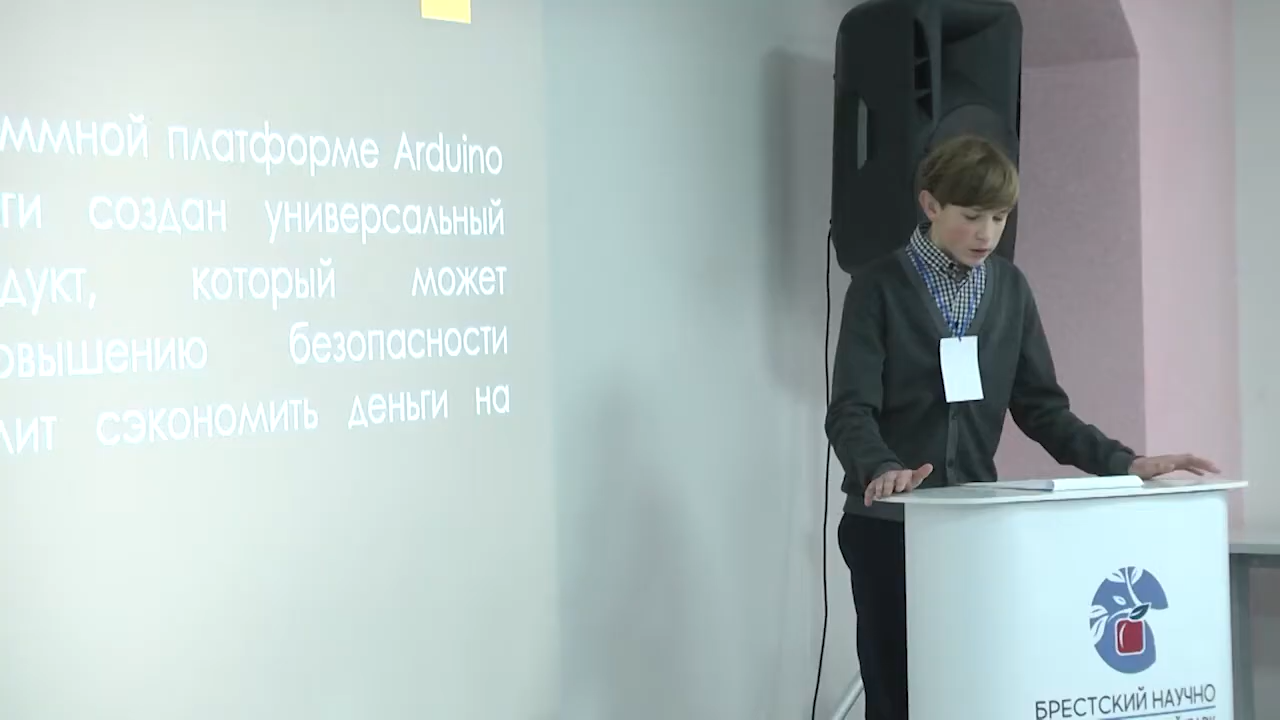 ммной платформе Arduino
ги создан универсальный
дукт, который может
овышению безопасности
лит сэкономить деньги на
БРЕСТСКИЙ НАУЧНО